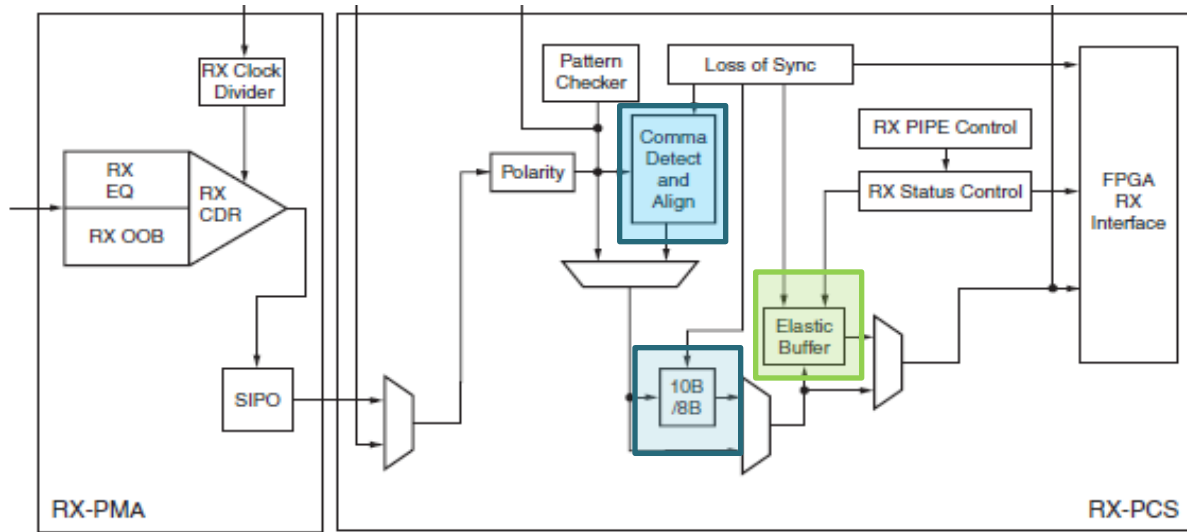 RX Clock
Divider
RX
EQ
RX OOB
RX
CDR
SIPO
RX-PMA
Pattern
Checker
Loss of Sync
Comma
Detect
and
Align
Polarity
RX PIPE Control
RX Status Control
FPGA
RX
Interface
Elastic
Buffer
10B
/8B
RX-PCS